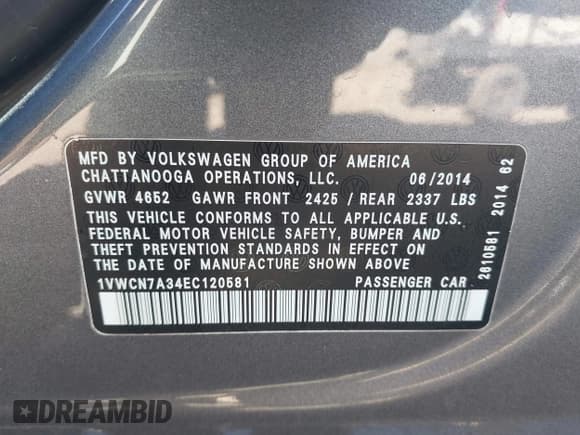 MFD BY VOLKSWAGEN GROUP OF AMERICA
CHATTANOOGA OPERATIONS, LLC. 06/2014
GVWR 4652 GAWR FRONT 2425 / REAR 2337 LBS
THIS VEHICLE CONFORMS TO ALL APPLICABLE U.S.
FEDERAL MOTOR VEHICLE SAFETY, BUMPER AND
THEFT PREVENTION STANDARDS IN EFFECT ON
THE DATE OF MANUFACTURE SHOWN ABOVE
1VWCN7A34EC120581 PASSENGER CAR
2610581 2014 62
DREAMBID